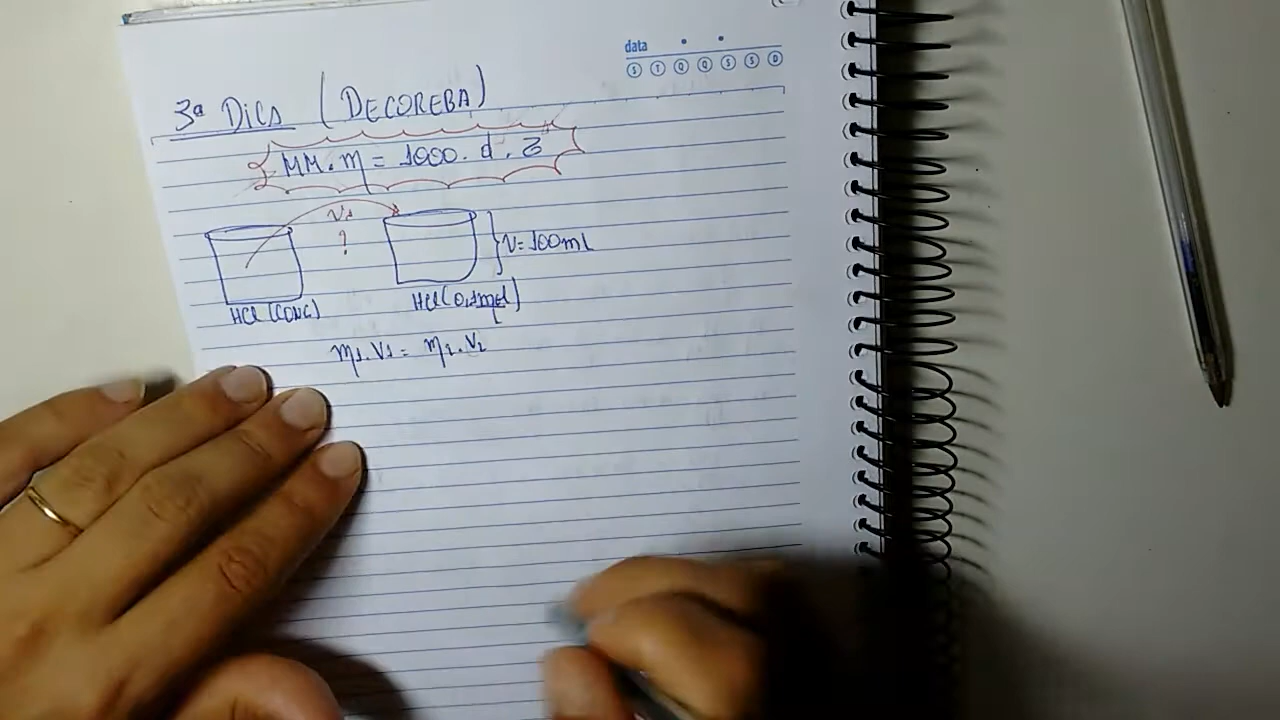 data
S T Q Q S S D
3ª Dica (DECOREBA)
MM.m = 1000.d.%
V1
?
V=100ml
HCl (CONC)
HCl (0,1mol)
m1.V1 = m2.V2